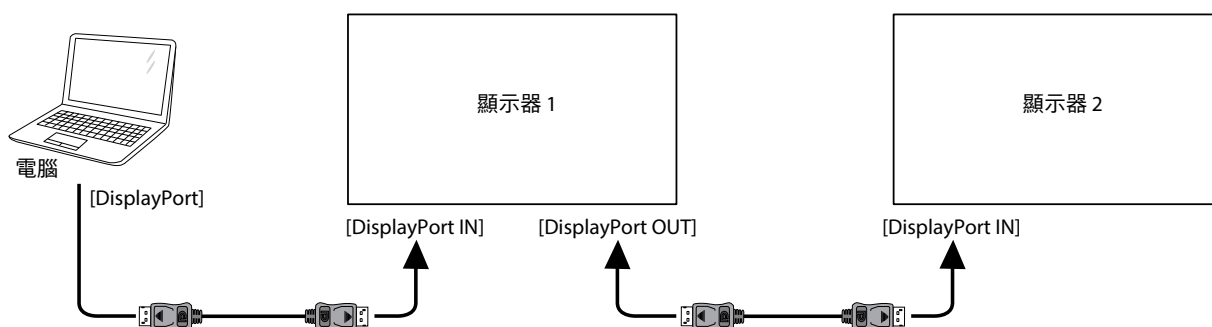 顯示器 1
顯示器 2
電腦
[DisplayPort]
[DisplayPort IN]
[DisplayPort OUT]
[DisplayPort IN]